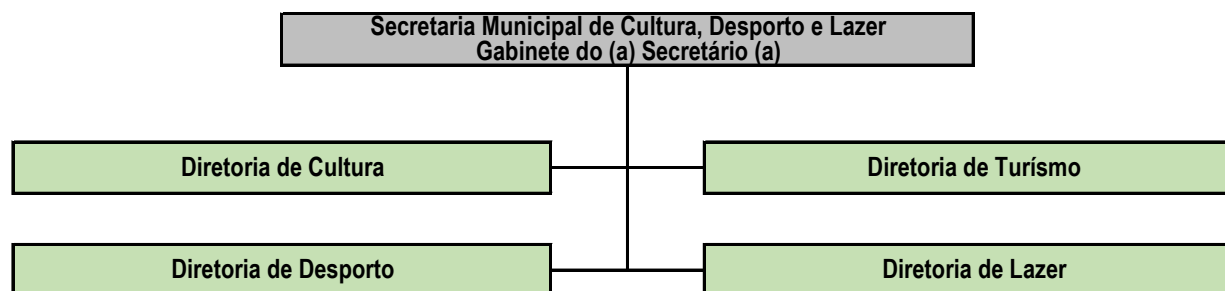 Secretaria Municipal de Cultura, Desporto e Lazer
Gabinete do (a) Secretário (a)
Diretoria de Cultura
Diretoria de Turísmo
Diretoria de Desporto
Diretoria de Lazer